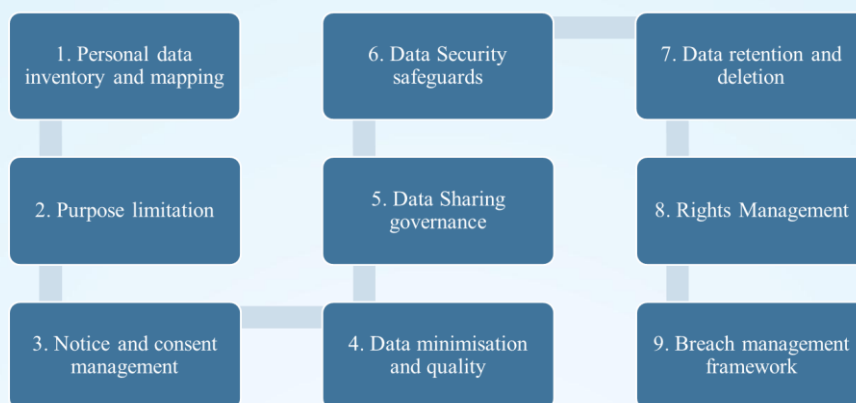 1. Personal data
inventory and mapping
2. Purpose limitation
3. Notice and consent
management
4. Data minimisation
and quality
5. Data Sharing
governance
6. Data Security
safeguards
7. Data retention and
deletion
8. Rights Management
9. Breach management
framework